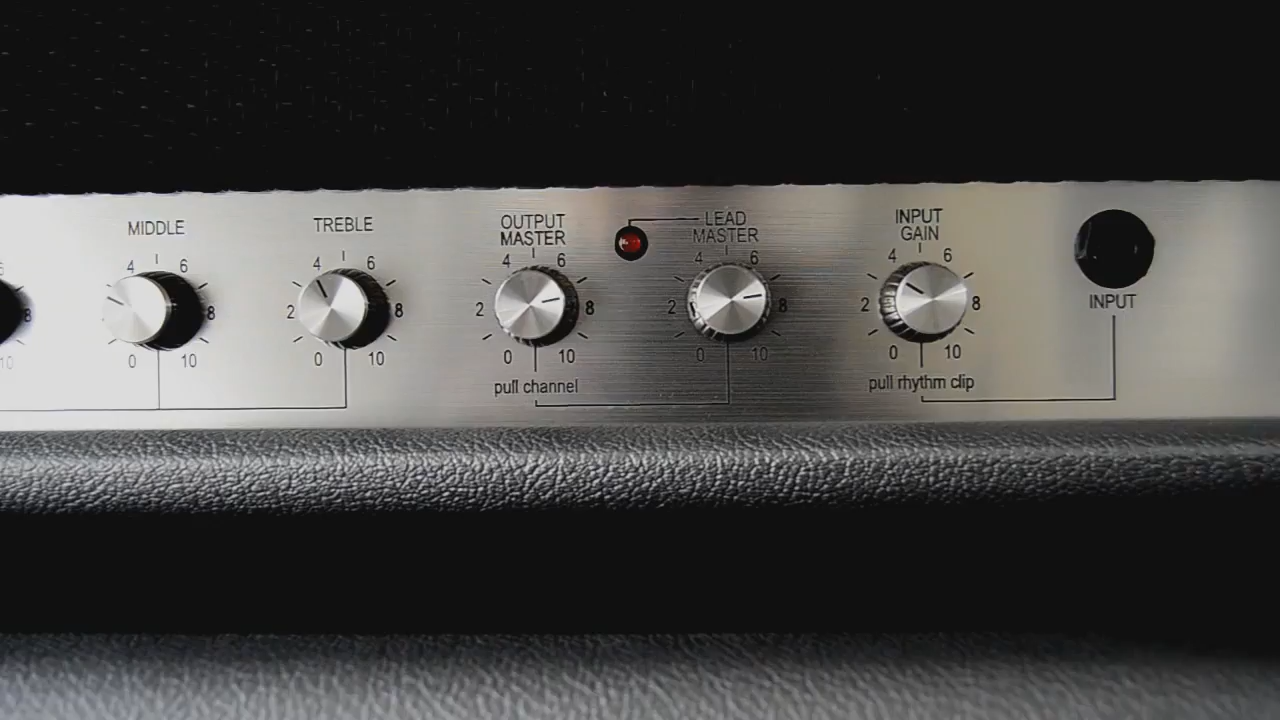 MIDDLE
TREBLE
OUTPUT
MASTER
LEAD
MASTER
INPUT
GAIN
INPUT
4 6
8
0 10
4 6
2 8
0 10
4 6
2 8
0 10
4 6
2 8
0 10
4 6
2 8
0 10
8
10
pull channel
pull rhythm clip